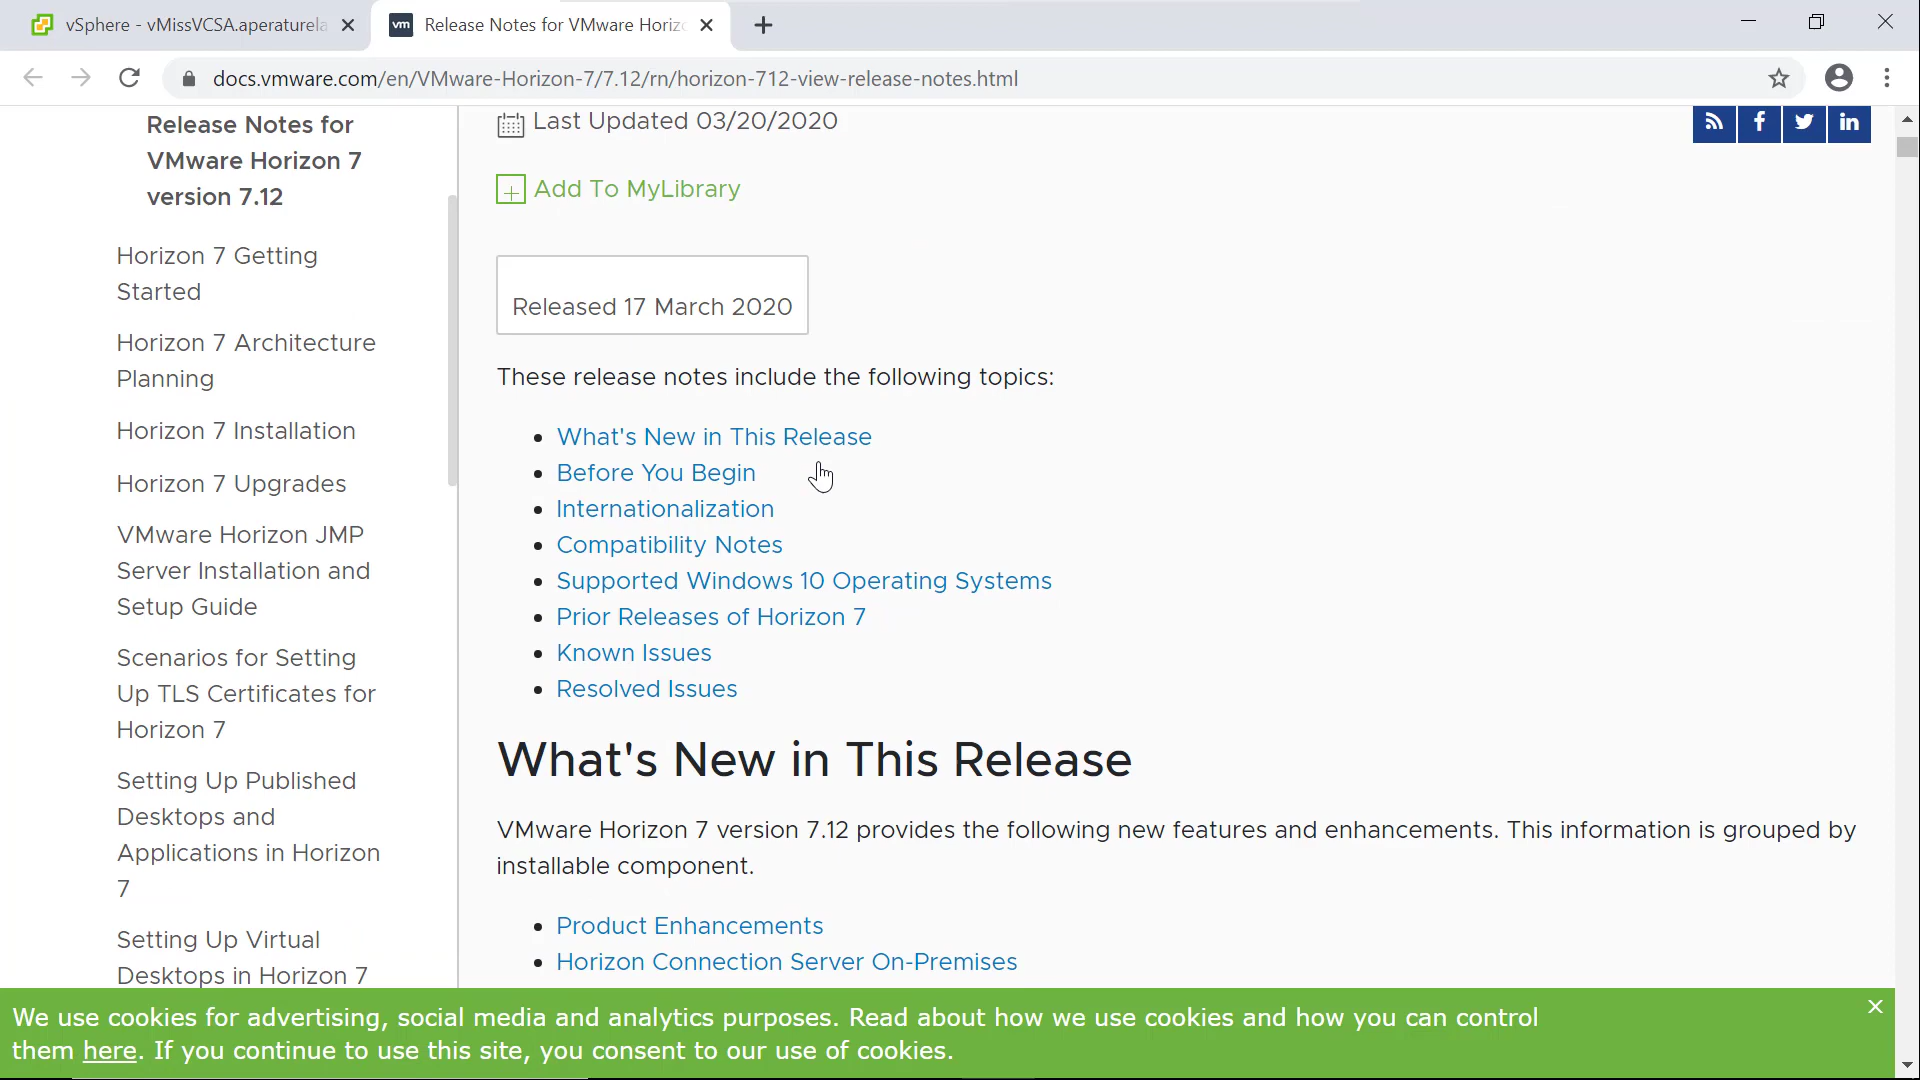 vSphere - vMissVCSA.aperaturela
Release Notes for VMware Horizo
docs.vmware.com/en/VMware-Horizon-7/7.12/rn/horizon-712-view-release-notes.html
Release Notes for
VMware Horizon 7
version 7.12
Horizon 7 Getting
Started
Horizon 7 Architecture
Planning
Horizon 7 Installation
Horizon 7 Upgrades
VMware Horizon JMP
Server Installation and
Setup Guide
Scenarios for Setting
Up TLS Certificates for
Horizon 7
Setting Up Published
Desktops and
Applications in Horizon
7
Setting Up Virtual
Desktops in Horizon 7
Last Updated 03/20/2020
Add To MyLibrary
Released 17 March 2020
These release notes include the following topics:
What's New in This Release
Before You Begin
Internationalization
Compatibility Notes
Supported Windows 10 Operating Systems
Prior Releases of Horizon 7
Known Issues
Resolved Issues
What's New in This Release
VMware Horizon 7 version 7.12 provides the following new features and enhancements. This information is grouped by
installable component.
Product Enhancements
Horizon Connection Server On-Premises
We use cookies for advertising, social media and analytics purposes. Read about how we use cookies and how you can control
them here. If you continue to use this site, you consent to our use of cookies.